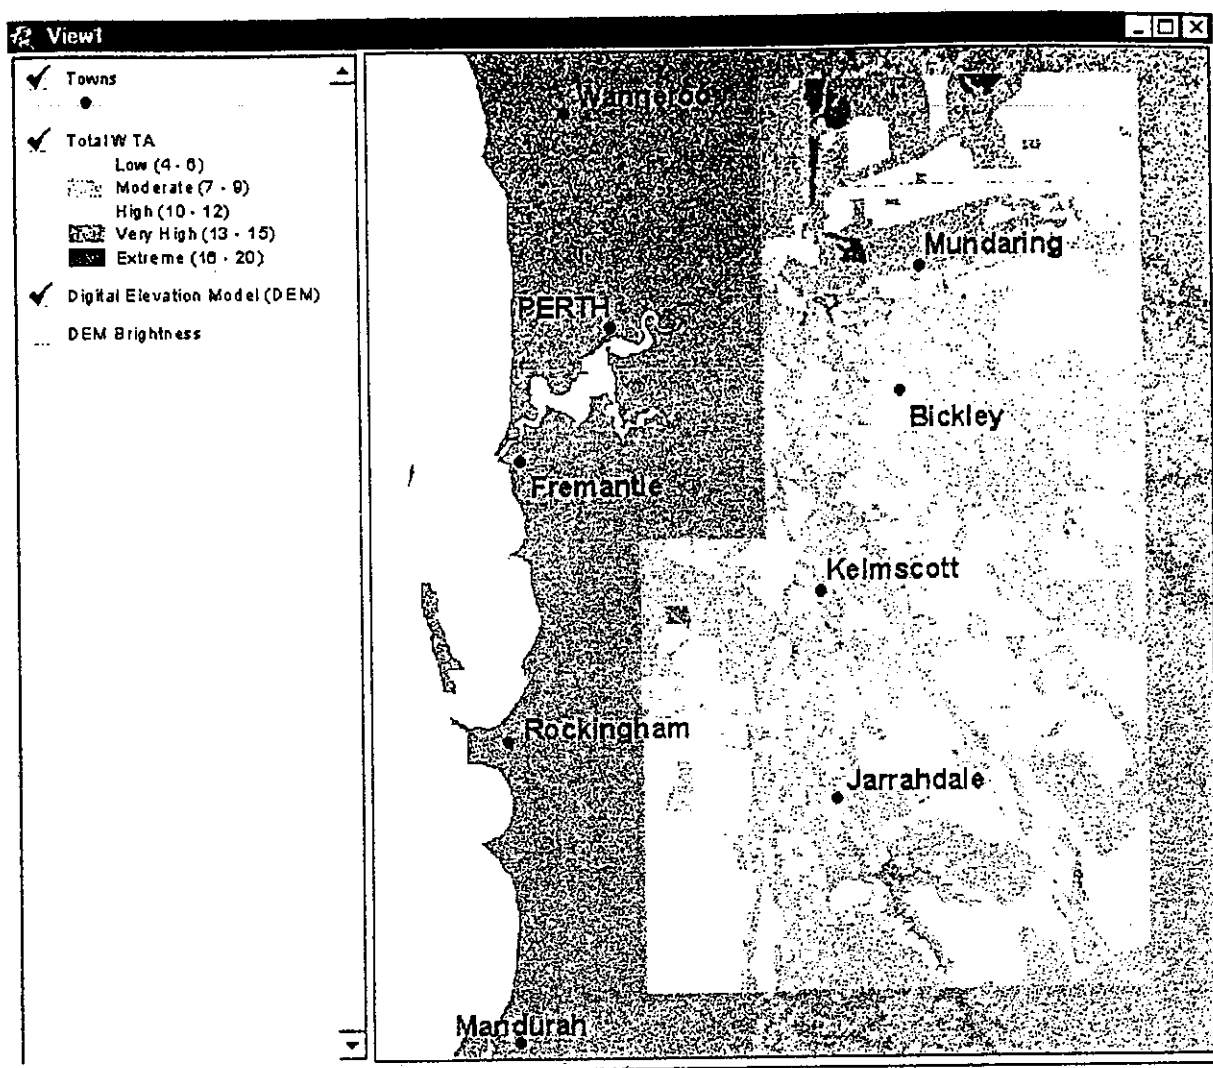 View1
Towns
Total WTA
Low (4 - 6)
Moderate (7 - 9)
High (10 - 12)
Very High (13 - 15)
Extreme (16 - 20)
Digital Elevation Model (DEM)
DEM Brightness
Wanneroo
Mundaring
PERTH
Bickley
Fremantle
Kelmscott
Rockingham
Jarrahdale
Mandurah